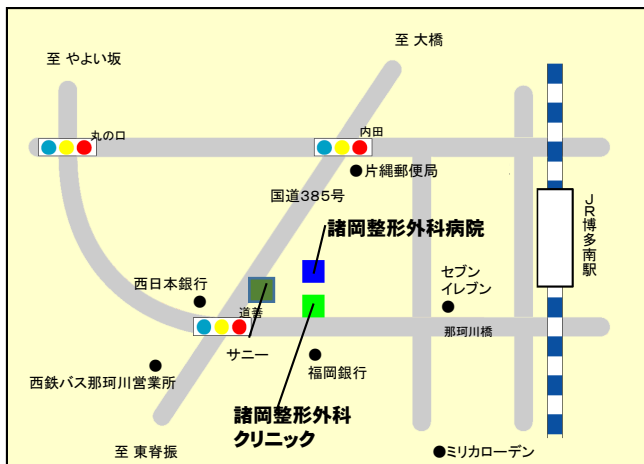 至 大橋
至 やよい坂
丸の口
内田
片縄郵便局
国道385号
JR博多南駅
諸岡整形外科病院
西日本銀行
セブン
イレブン
道善
那珂川橋
サニー
福岡銀行
西鉄バス那珂川営業所
諸岡整形外科
クリニック
至 東脊振
ミリカローデン